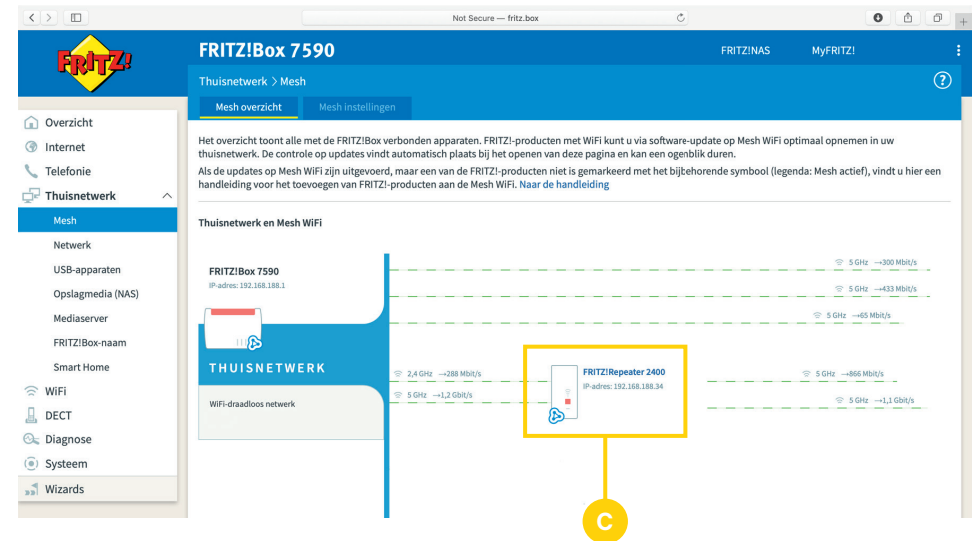 Not Secure — fritz.box
FRITZ!
FRITZ!Box 7590
FRITZ!NAS
MyFRITZ!
Thuisnetwerk > Mesh
Mesh overzicht
Mesh instellingen
Overzicht
Internet
Telefonie
Thuisnetwerk
Mesh
Netwerk
USB-apparaten
Opslagmedia (NAS)
Mediaserver
FRITZ!Box-naam
Smart Home
WiFi
DECT
Diagnose
Systeem
Wizards
Het overzicht toont alle met de FRITZ!Box verbonden apparaten. FRITZ!-producten met WiFi kunt u via software-update op Mesh WiFi optimaal opnemen in uw
thuisnetwerk. De controle op updates vindt automatisch plaats bij het openen van deze pagina en kan een ogenblik duren.
Als de updates op Mesh WiFi zijn uitgevoerd, maar een van de FRITZ!-producten niet is gemarkeerd met het bijbehorende symbool (legenda: Mesh actief), vindt u hier een
handleiding voor het toevoegen van FRITZ!-producten aan de Mesh WiFi. Naar de handleiding
Thuisnetwerk en Mesh WiFi
FRITZ!Box 7590
IP-adres: 192.168.188.1
THUISNETWERK
WiFi-draadloos netwerk
5 GHz →300 Mbit/s
5 GHz →433 Mbit/s
5 GHz →65 Mbit/s
2,4 GHz →288 Mbit/s
5 GHz →1,2 Gbit/s
FRITZ!Repeater 2400
IP-adres: 192.168.188.34
5 GHz →866 Mbit/s
5 GHz →1,1 Gbit/s
C